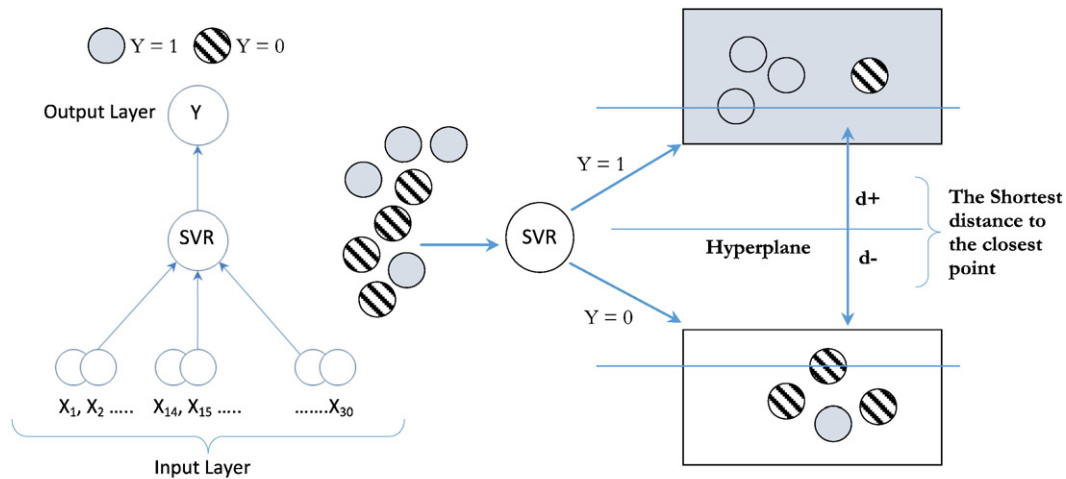 Y = 1
Y = 0
Output Layer
Y
SVR
X1, X2 .....
X14, X15 .....
.......X30
Input Layer
SVR
Y = 1
Y = 0
d+
Hyperplane
d-
The Shortest
distance to
the closest
point